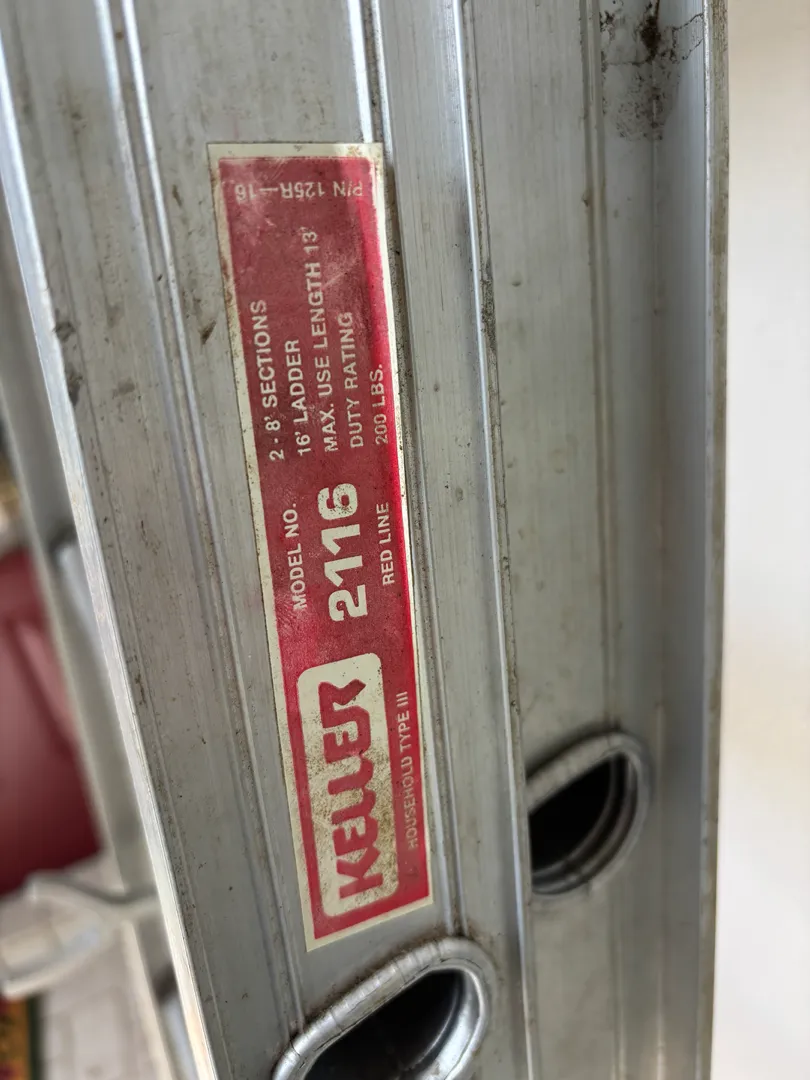 KELLER
HOUSEHOLD TYPE III
MODEL NO.
2116
RED LINE
2 - 8' SECTIONS
16' LADDER
MAX. USE LENGTH 13'
DUTY RATING
200 LBS.
P/N 125R-16